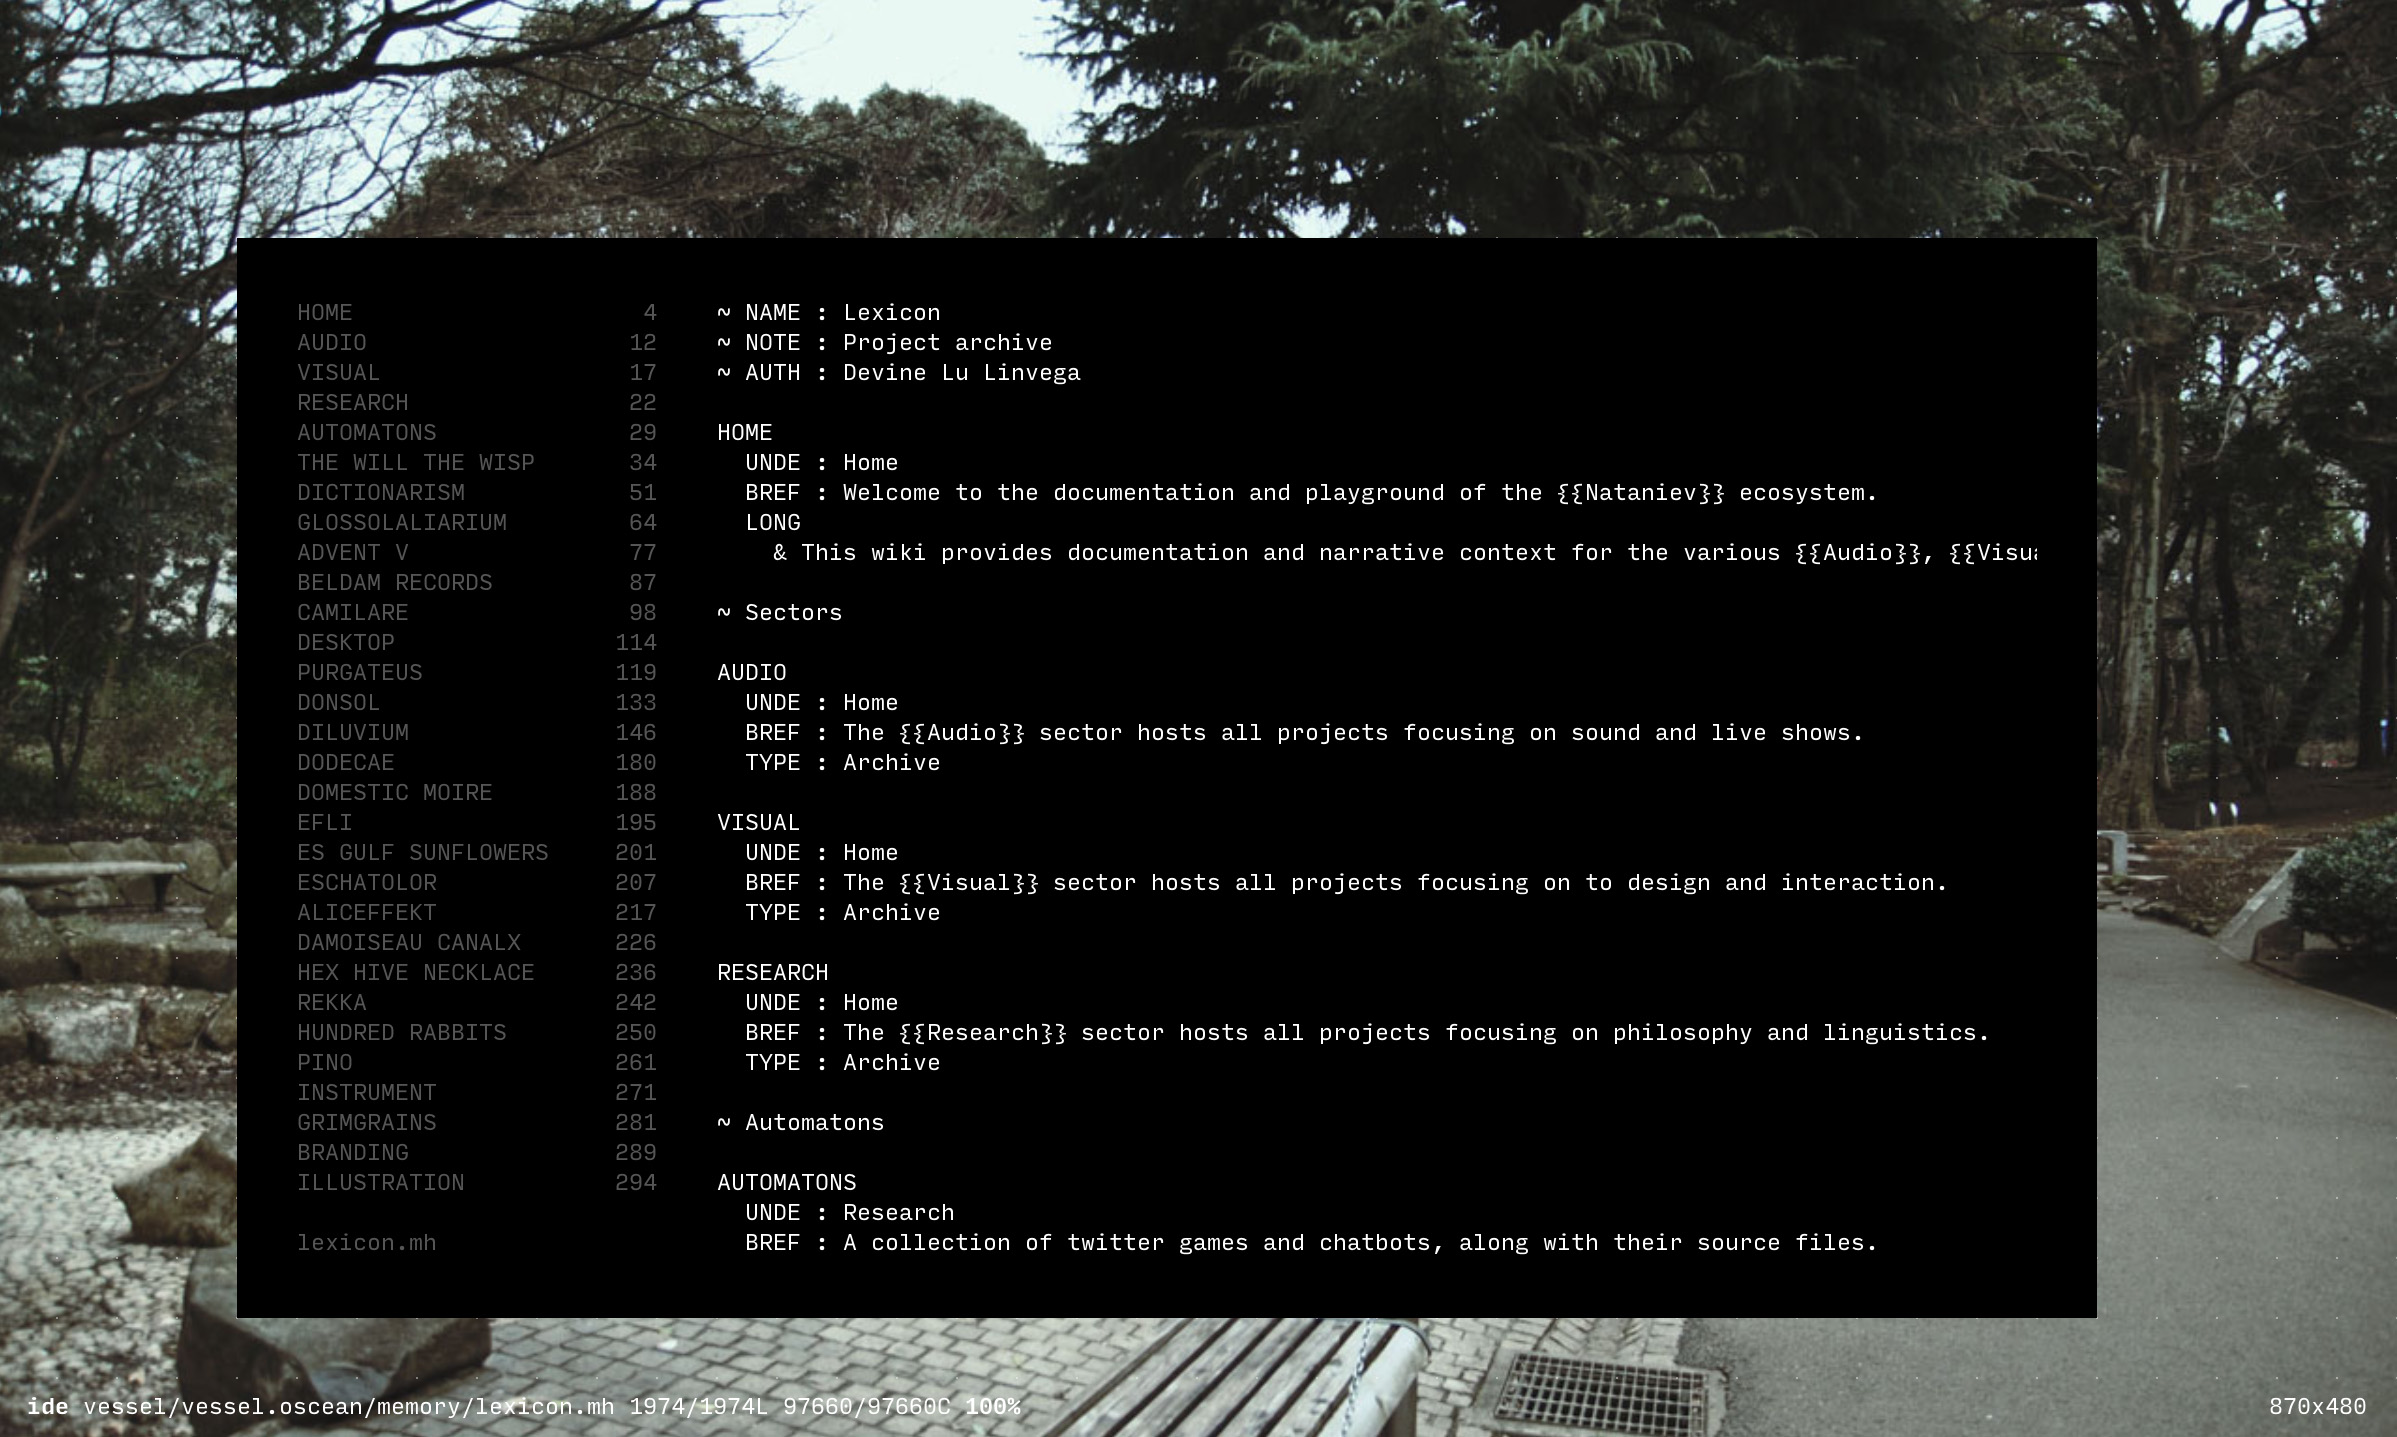 HOME 4
AUDIO 12
VISUAL 17
RESEARCH 22
AUTOMATONS 29
THE WILL THE WISP 34
DICTIONARISM 51
GLOSSOLALIARIUM 64
ADVENT V 77
BELDAM RECORDS 87
CAMILARE 98
DESKTOP 114
PURGATEUS 119
DONSOL 133
DILUVIUM 146
DODECAE 180
DOMESTIC MOIRE 188
EFLI 195
ES GULF SUNFLOWERS 201
ESCHATOLOR 207
ALICEFFEKT 217
DAMOISEAU CANALX 226
HEX HIVE NECKLACE 236
REKKA 242
HUNDRED RABBITS 250
PINO 261
INSTRUMENT 271
GRIMGRAINS 281
BRANDING 289
ILLUSTRATION 294
lexicon.mh
~ NAME : Lexicon
~ NOTE : Project archive
~ AUTH : Devine Lu Linvega
HOME
UNDE : Home
BREF : Welcome to the documentation and playground of the {{Nataniev}} ecosystem.
LONG
& This wiki provides documentation and narrative context for the various {{Audio}}, {{Visua
~ Sectors
AUDIO
UNDE : Home
BREF : The {{Audio}} sector hosts all projects focusing on sound and live shows.
TYPE : Archive
VISUAL
UNDE : Home
BREF : The {{Visual}} sector hosts all projects focusing on to design and interaction.
TYPE : Archive
RESEARCH
UNDE : Home
BREF : The {{Research}} sector hosts all projects focusing on philosophy and linguistics.
TYPE : Archive
~ Automatons
AUTOMATONS
UNDE : Research
BREF : A collection of twitter games and chatbots, along with their source files.
ide vessel/vessel.oscean/memory/lexicon.mh 1974/1974L 97660/97660C 100%
870x480